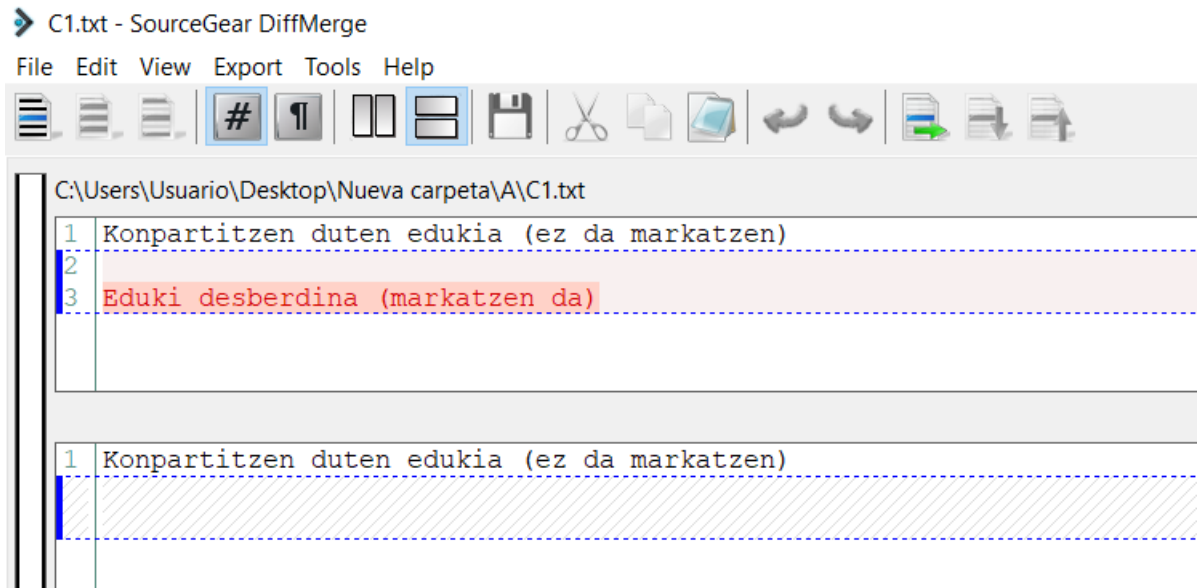 C1.txt - SourceGear DiffMerge
File Edit View Export Tools Help
# ¶
C:\Users\Usuario\Desktop\Nueva carpeta\A\C1.txt
1 Konpartitzen duten edukia (ez da markatzen)
2
3 Eduki desberdina (markatzen da)
1 Konpartitzen duten edukia (ez da markatzen)